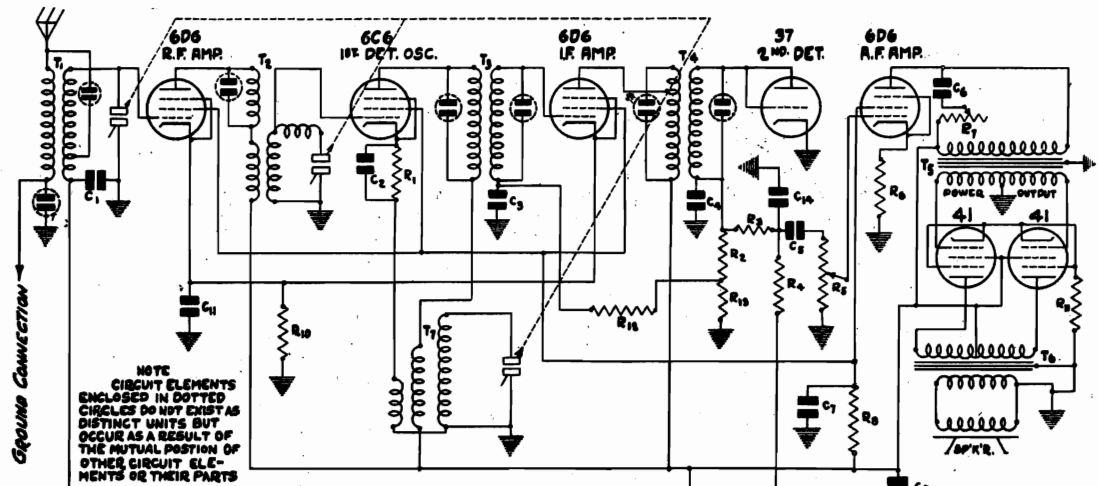 6D6
R.F. AMP.
6C6
1ST. DET. OSC.
6D6
I.F. AMP.
37
2ND. DET.
6D6
A.F. AMP.
T1
T2
T3
T4
C6
R7
T5
C1
C2
R1
C3
C4
C14
R3
C5
R6
POWER OUTPUT
41
41
R2
R4
R5
R13
R12
R11
C11
R10
T7
T6
C7
R8
SP'K'R.
GROUND CONNECTION
NOTE
CIRCUIT ELEMENTS
ENCLOSED IN DOTTED
CIRCLES DO NOT EXIST AS
DISTINCT UNITS BUT
OCCUR AS A RESULT OF
THE MUTUAL POSTION OF
OTHER CIRCUIT ELE-
MENTS OR THEIR PARTS